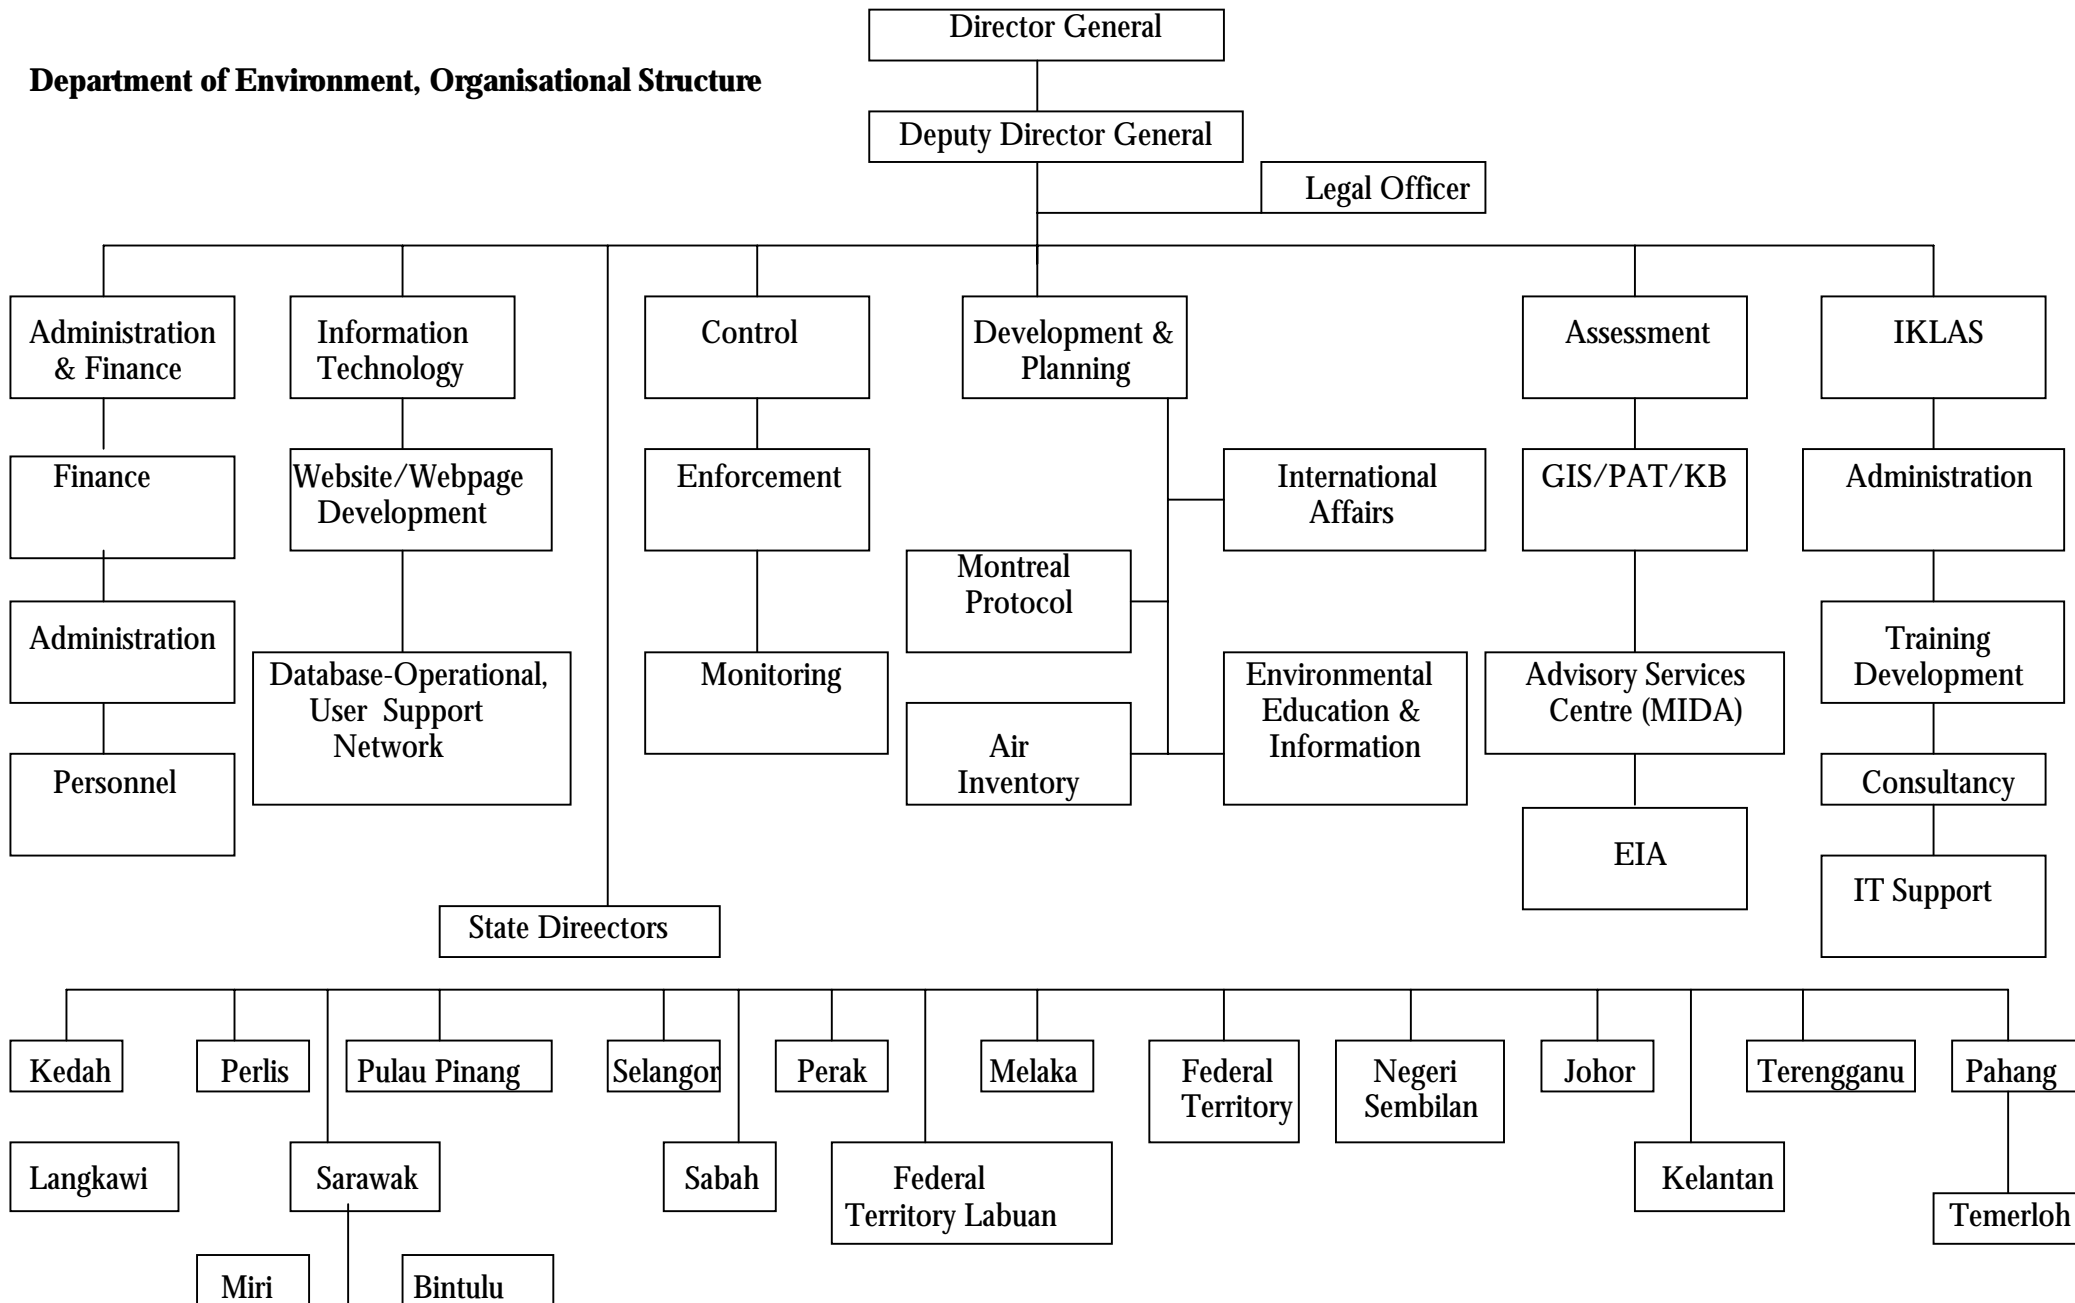 Director General
Department of Environment, Organisational Structure
Deputy Director General
Legal Officer
Administration
& Finance
Information
Technology
Control
Development &
Planning
Assessment
IKLAS
Finance
Website/Webpage
Development
Enforcement
International
Affairs
GIS/PAT/KB
Administration
Montreal
Protocol
Administration
Training
Development
Database-Operational,
User Support
Network
Monitoring
Environmental
Education &
Information
Advisory Services
Centre (MIDA)
Air
Inventory
Personnel
Consultancy
EIA
IT Support
State Direectors
Kedah
Perlis
Pulau Pinang
Selangor
Perak
Melaka
Federal
Territory
Negeri
Sembilan
Johor
Terengganu
Pahang
Langkawi
Sarawak
Sabah
Federal
Territory Labuan
Kelantan
Temerloh
Miri
Bintulu